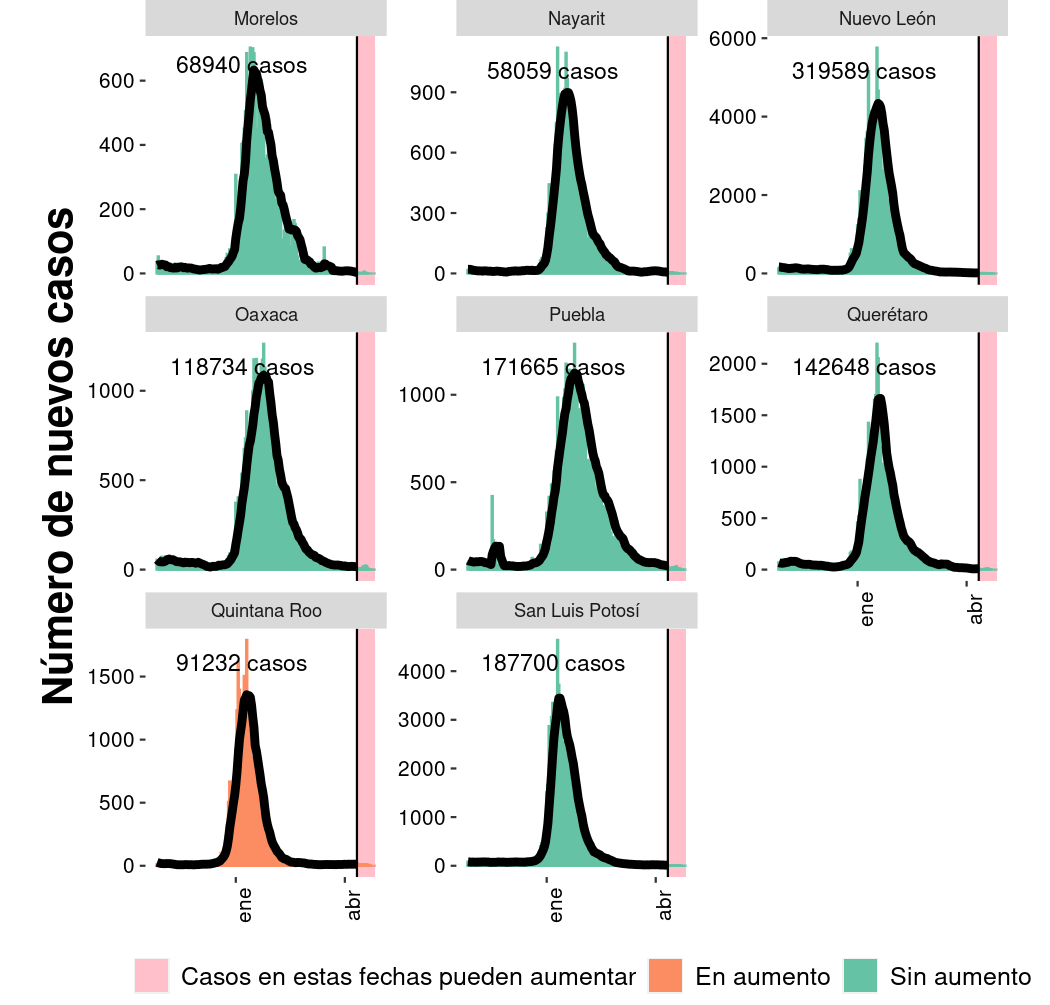 Número de nuevos casos
Morelos
Nayarit
Nuevo León
68940 casos
58059 casos
319589 casos
600
400
200
0
900
600
300
0
6000
4000
2000
0
Oaxaca
Puebla
Querétaro
118734 casos
171665 casos
142648 casos
1000
500
0
1000
500
0
2000
1500
1000
500
0
ene
abr
Quintana Roo
San Luis Potosí
91232 casos
187700 casos
1500
1000
500
0
4000
3000
2000
1000
0
ene
abr
ene
abr
Casos en estas fechas pueden aumentar
En aumento
Sin aumento